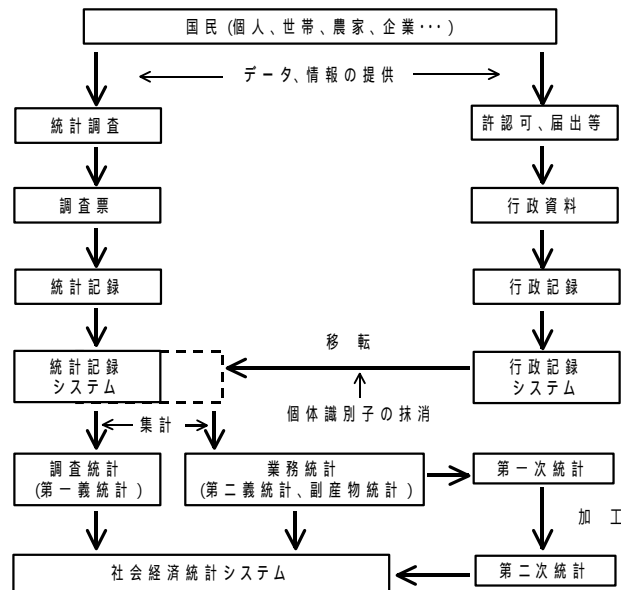 国民(個人、世帯、農家、企業･･･)
データ、情報の提供
統計調査
許認可、届出等
調査票
行政資料
統計記録
行政記録
移転
統計記録
システム
行政記録
システム
個体識別子の抹消
集計
調査統計
(第一義統計)
業務統計
(第二義統計、副産物統計)
第一次統計
加工
社会経済統計システム
第二次統計